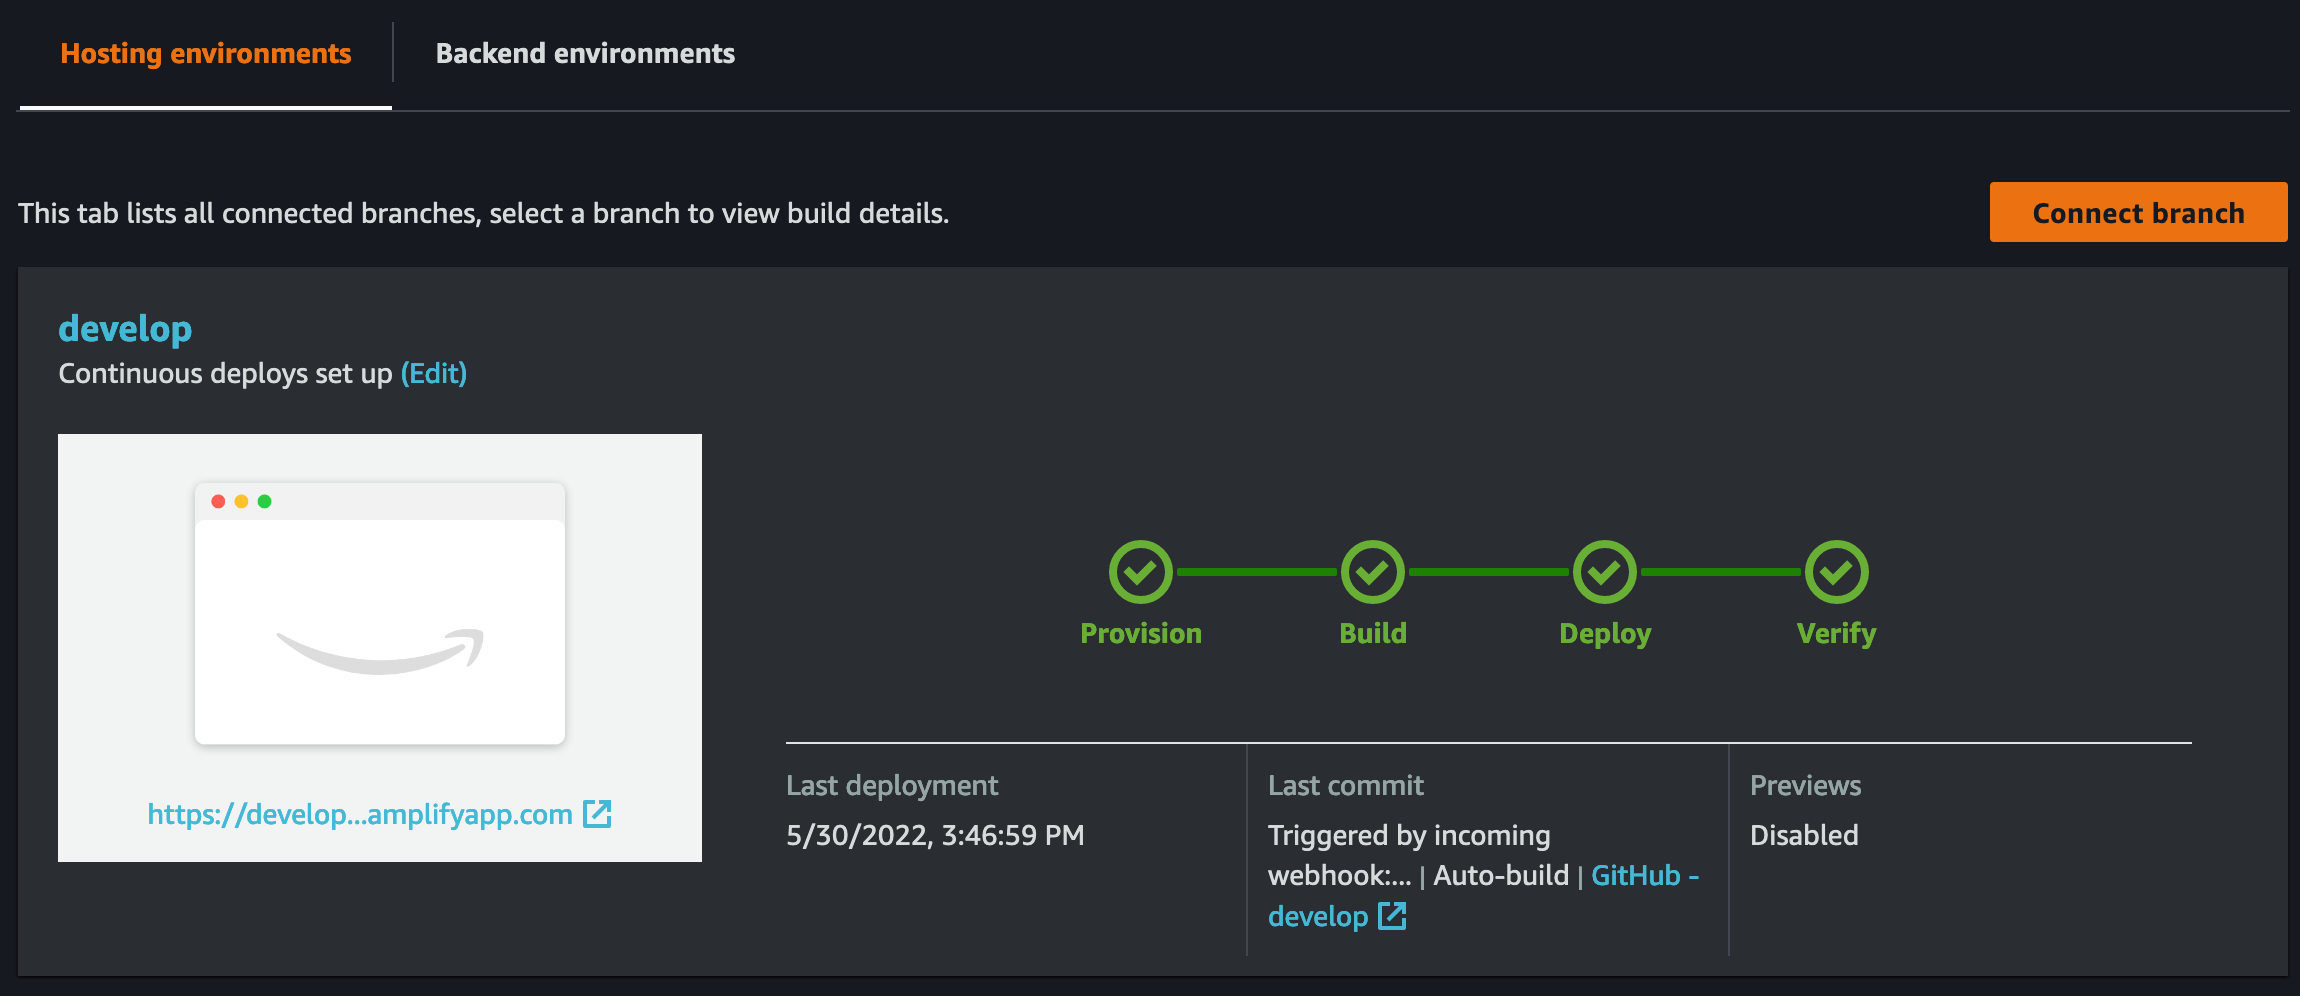 Hosting environments
Backend environments
This tab lists all connected branches, select a branch to view build details.
Connect branch
develop
Continuous deploys set up (Edit)
https://develop...amplifyapp.com
Provision
Build
Deploy
Verify
Last deployment
5/30/2022, 3:46:59 PM
Last commit
Triggered by incoming
webhook:... | Auto-build | GitHub -
develop
Previews
Disabled